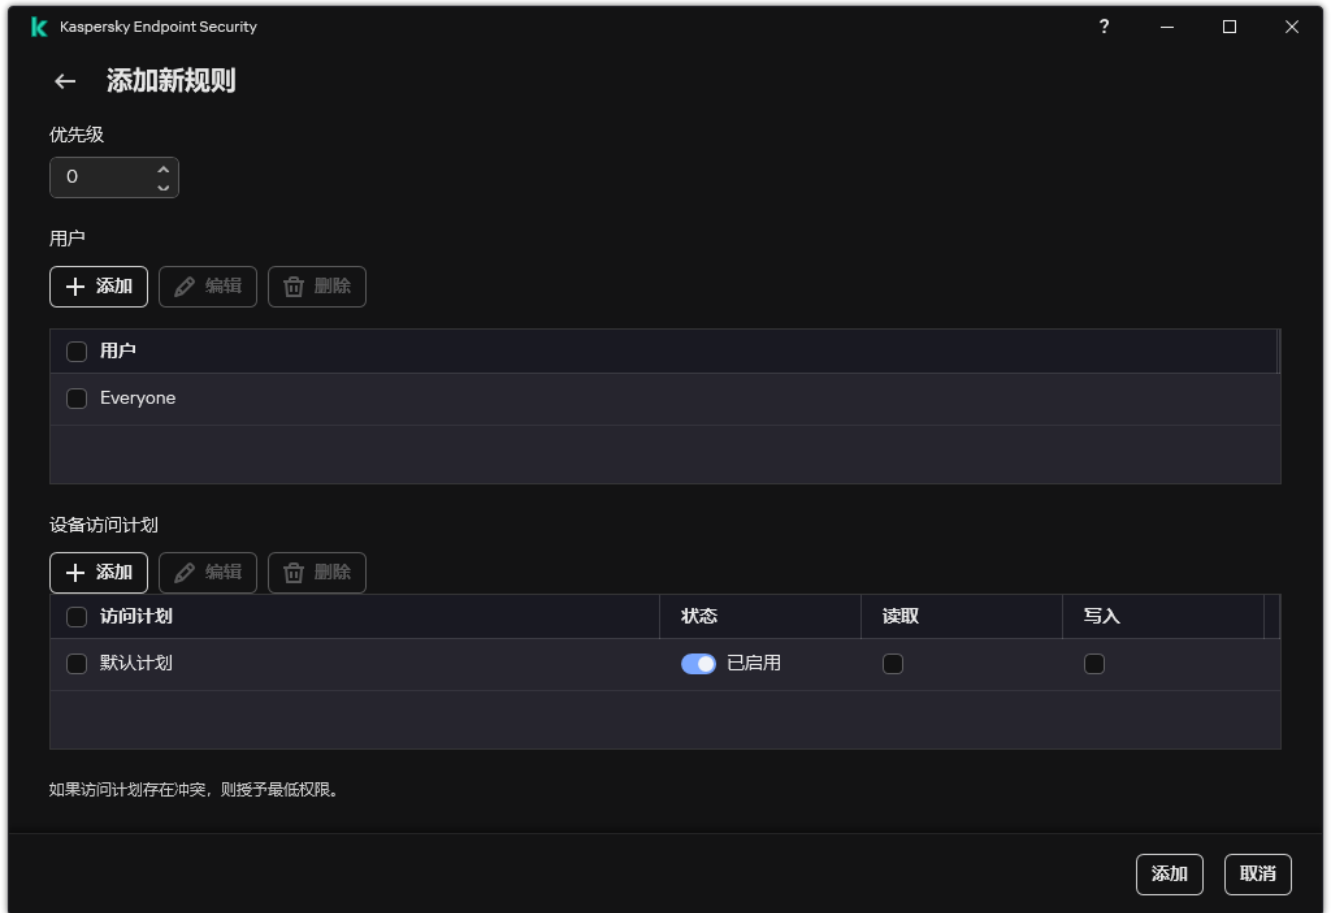 Kaspersky Endpoint Security ?
添加新规则
优先级
0
用户
添加 编辑 删除
用户
Everyone
设备访问计划
添加 编辑 删除
访问计划 状态 读取 写入
默认计划 已启用
如果访问计划存在冲突，则授予最低权限。
添加 取消